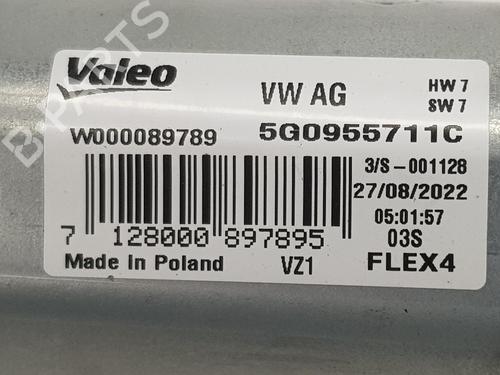 B-PARTS
Valeo
VW AG
HW 7
SW 7
W000089789
5G0955711C
3/S-001128
27/08/2022
05:01:57
03S
7 128000 897895
Made In Poland
VZ1
FLEX4